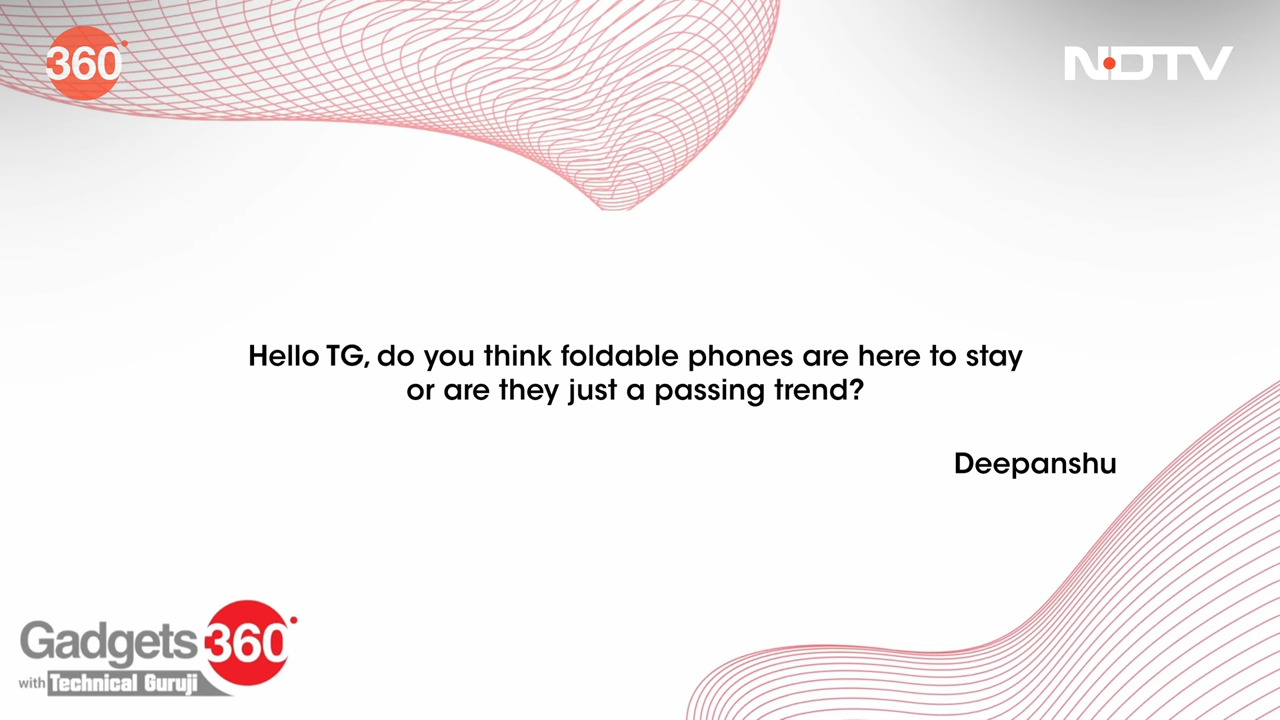 360
NDTV
Hello TG, do you think foldable phones are here to stay
or are they just a passing trend?
Deepanshu
Gadgets 360
with Technical Guruji